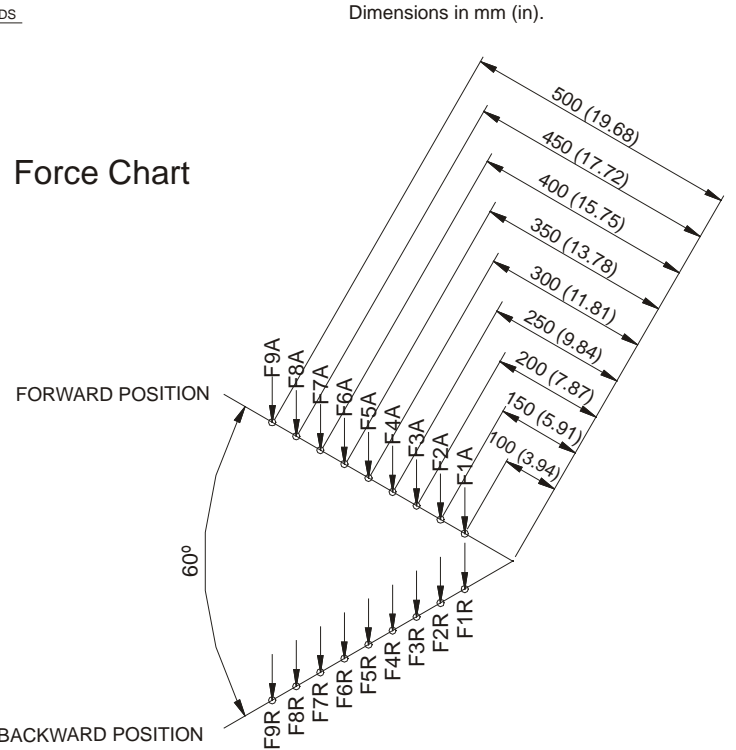 DS
Dimensions in mm (in).
Force Chart
500 (19.68)
450 (17.72)
400 (15.75)
350 (13.78)
300 (11.81)
250 (9.84)
200 (7.87)
150 (5.91)
100 (3.94)
FORWARD POSITION
F9A
F8A
F7A
F6A
F5A
F4A
F3A
F2A
F1A
60º
F9R
F8R
F7R
F6R
F5R
F4R
F3R
F2R
F1R
BACKWARD POSITION